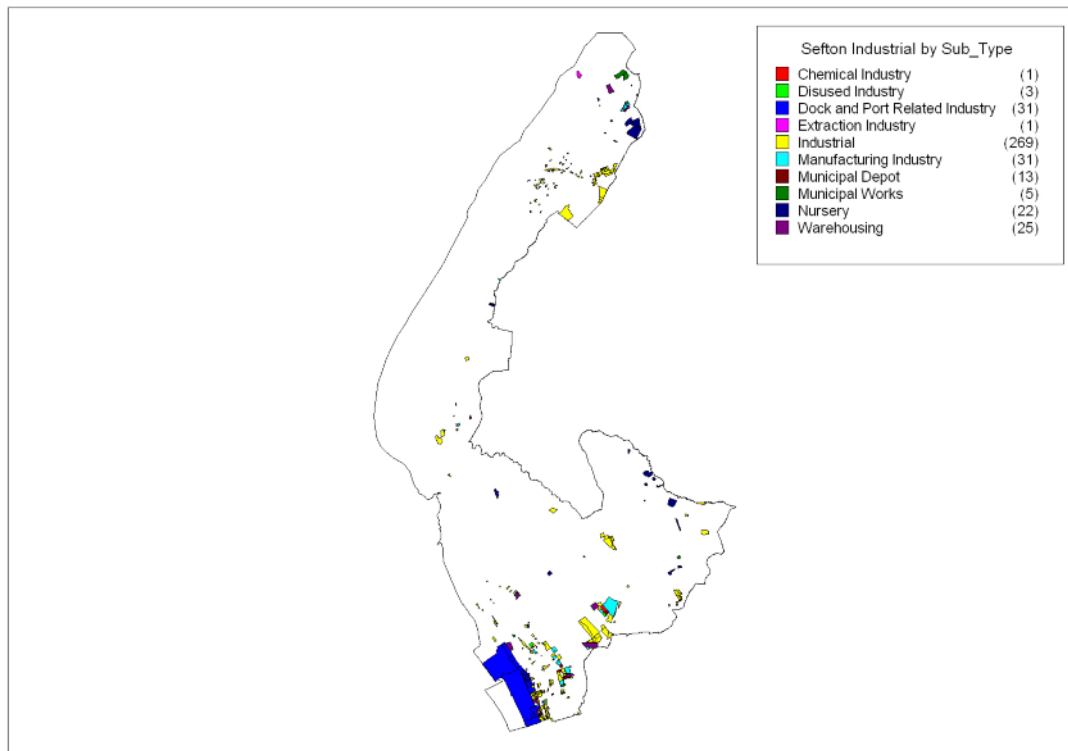 Sefton Industrial by Sub_Type
Chemical Industry (1)
Disused Industry (3)
Dock and Port Related Industry (31)
Extraction Industry (1)
Industrial (269)
Manufacturing Industry (31)
Municipal Depot (13)
Municipal Works (5)
Nursery (22)
Warehousing (25)